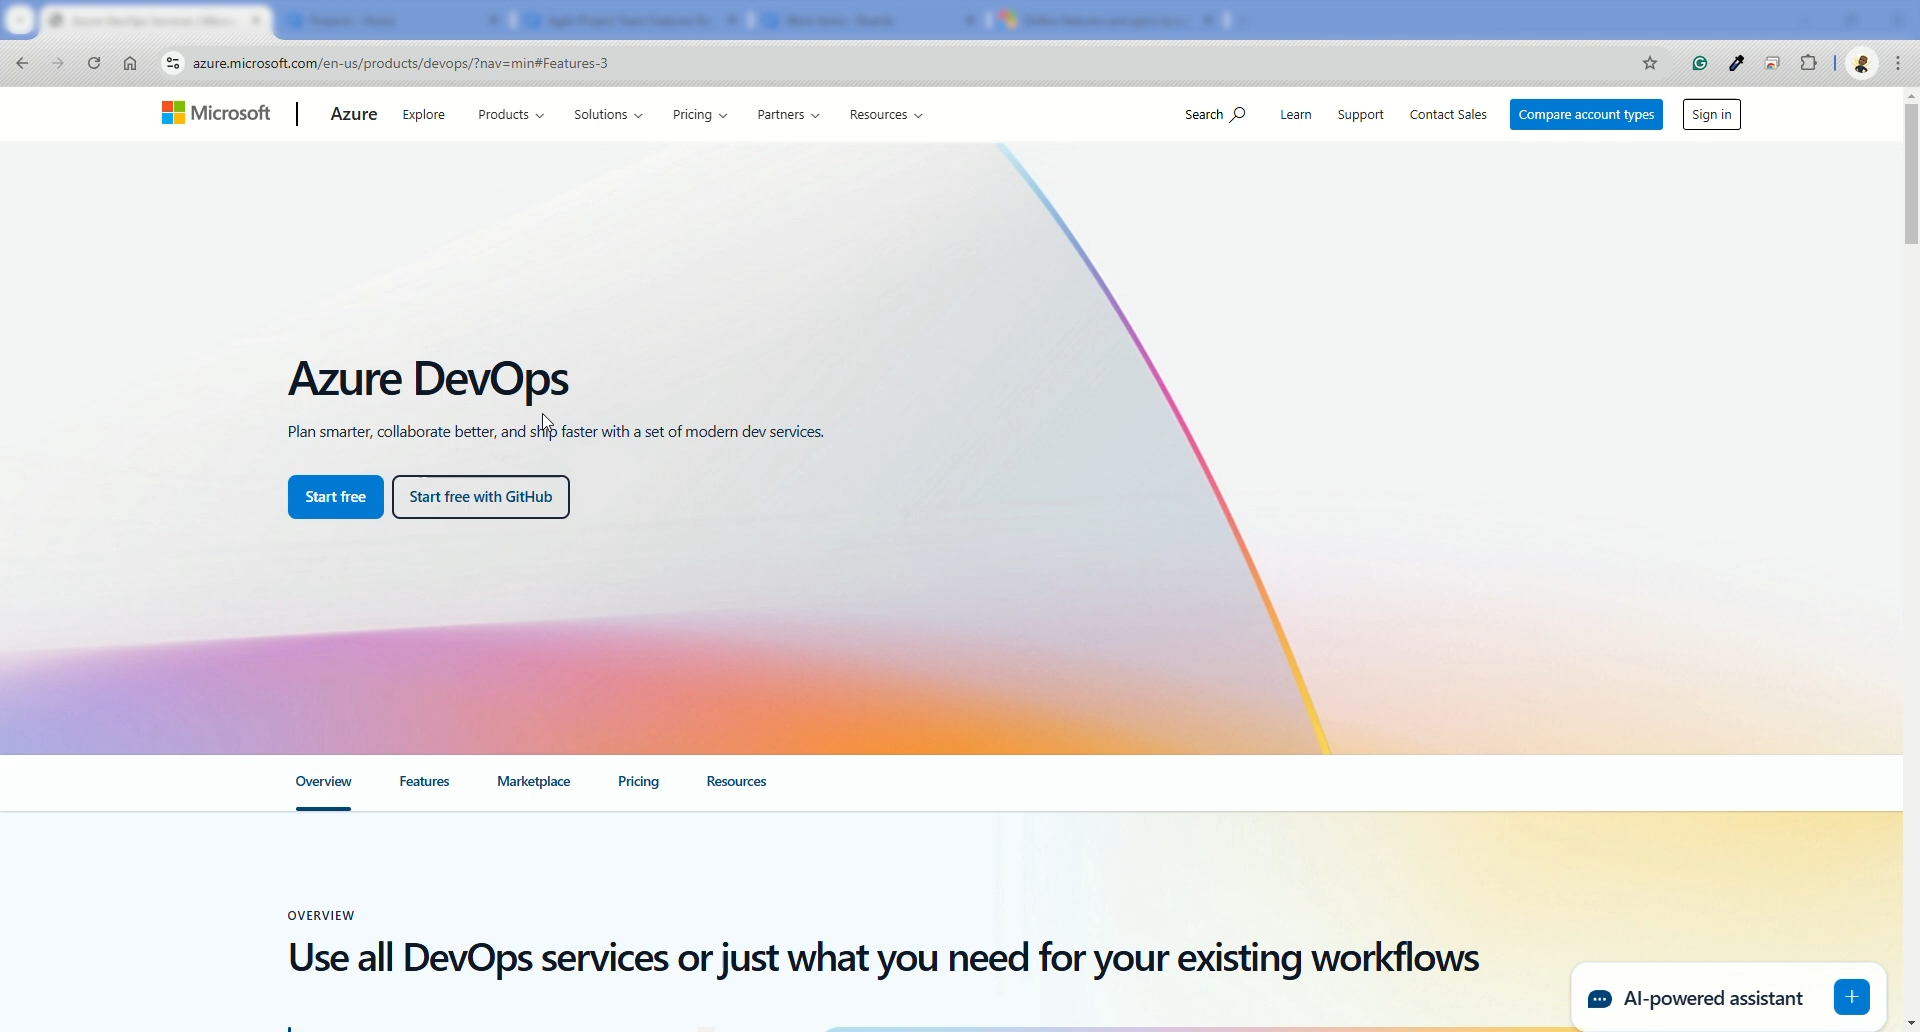 azure.microsoft.com/en-us/products/devops/?nav=min#Features-3
Microsoft Azure Explore Products Solutions Pricing Partners Resources Search Learn Support Contact Sales Compare account types Sign in
Azure DevOps
Plan smarter, collaborate better, and ship faster with a set of modern dev services.
Start free Start free with GitHub
Overview Features Marketplace Pricing Resources
OVERVIEW
Use all DevOps services or just what you need for your existing workflows
AI-powered assistant